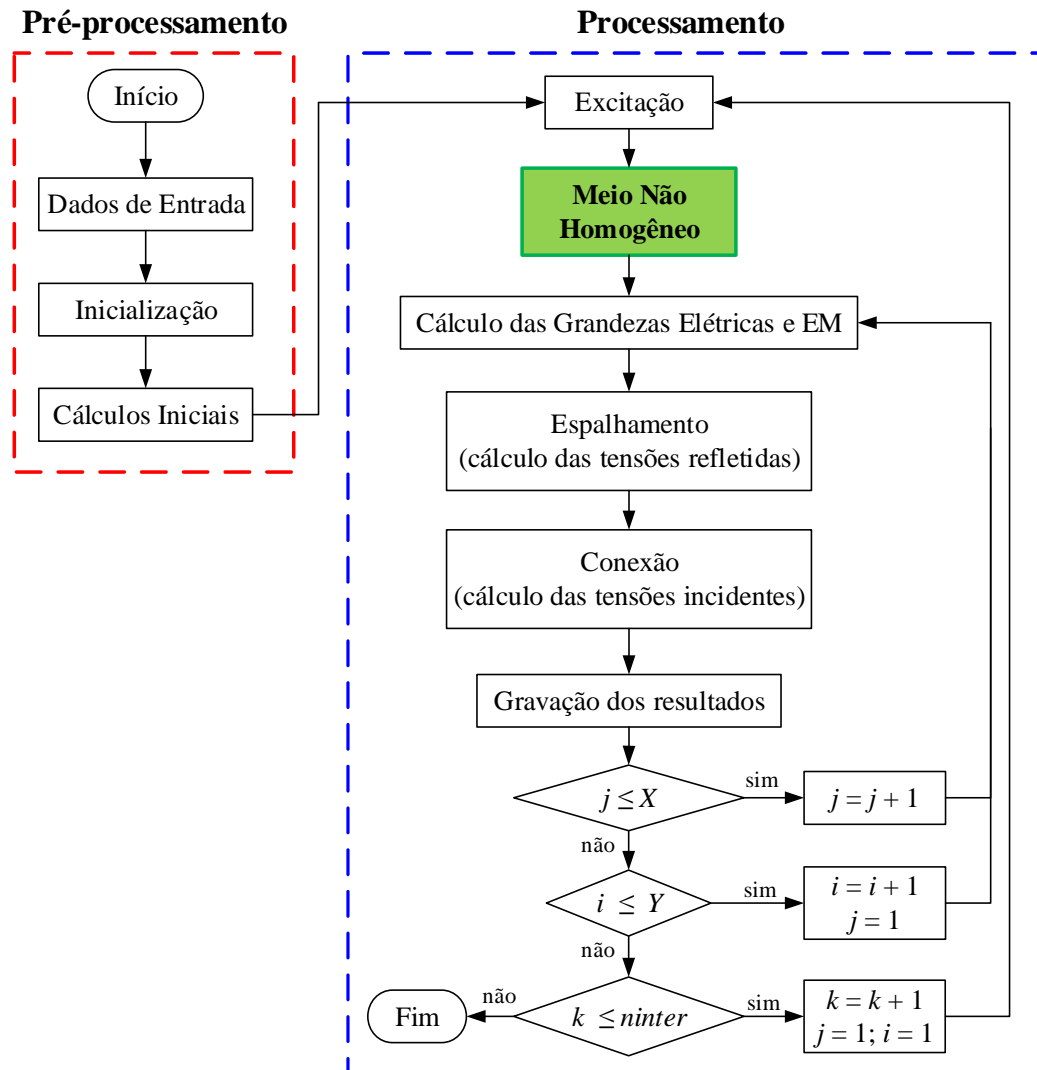 Pré-processamento
Início
Dados de Entrada
Inicialização
Cálculos Iniciais
Processamento
Excitação
Meio Não
Homogêneo
Cálculo das Grandezas Elétricas e EM
Espalhamento
(cálculo das tensões refletidas)
Conexão
(cálculo das tensões incidentes)
Gravação dos resultados
j ≤ X
sim
j = j + 1
não
i ≤ Y
sim
i = i + 1
j = 1
não
k ≤ ninter
sim
k = k + 1
j = 1; i = 1
não
Fim